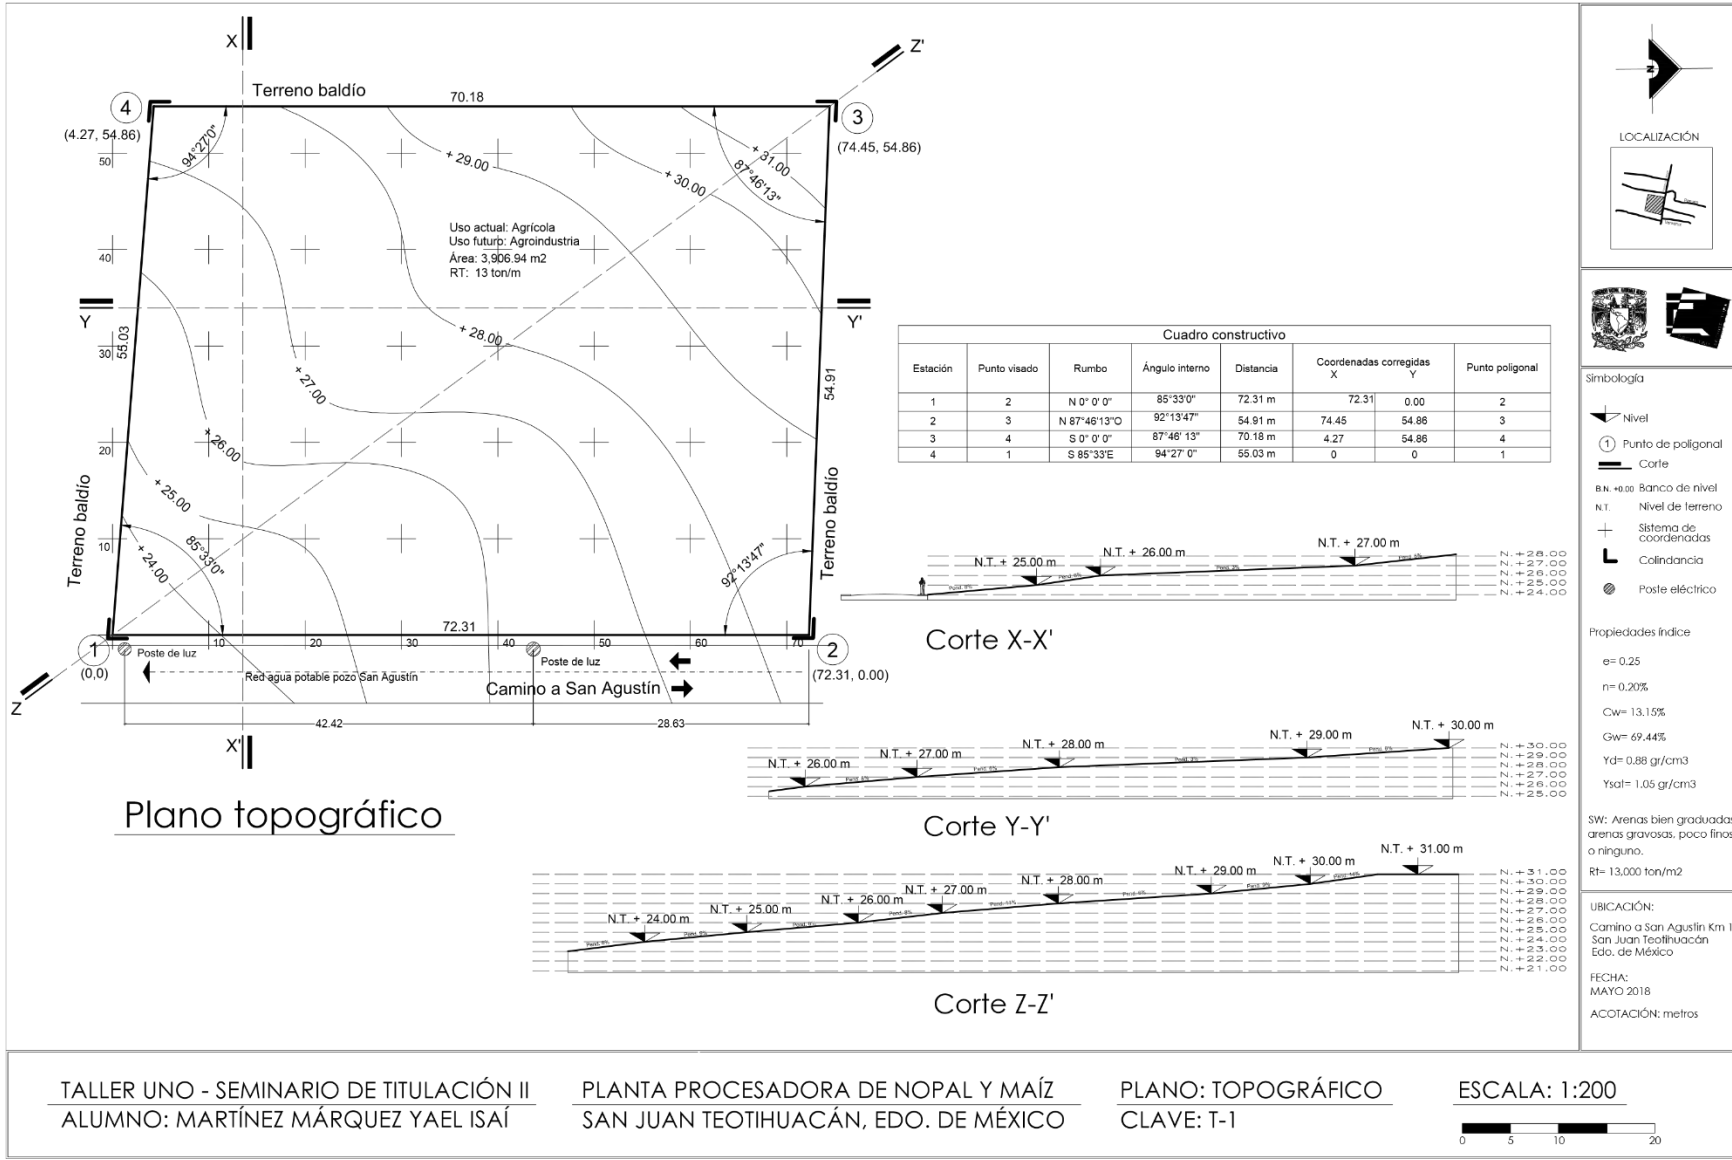 X
Z'
Terreno baldío
70.18
4
3
(4.27, 54.86)
(74.45, 54.86)
94°27'0"
87°46'13"
50
+ 29.00
+ 31.00
+ 30.00
Uso actual: Agrícola
Uso futuro: Agroindustria
Área: 3,906.94 m2
RT: 13 ton/m
40
Y
Y'
55.03
30
+ 28.00
+ 27.00
54.91
20
+ 26.00
+ 25.00
Terreno baldío
Terreno baldío
10
+ 24.00
85°33'0"
92°13'47"
72.31
10
20
30
40
50
60
70
1
2
(0,0)
Poste de luz
Poste de luz
(72.31, 0.00)
Red agua potable pozo San Agustín
Camino a San Agustín
Z
42.42
28.63
X'
Plano topográfico
Cuadro constructivo
Estación Punto visado Rumbo Ángulo interno Distancia Coordenadas corregidas Punto poligonal
X Y
1 2 N 0° 0' 0" 85°33'0" 72.31 m 72.31 0.00 2
2 3 N 87°46'13"O 92°13'47" 54.91 m 74.45 54.86 3
3 4 S 0° 0' 0" 87°46' 13" 70.18 m 4.27 54.86 4
4 1 S 85°33'E 94°27' 0" 55.03 m 0 0 1
N.T. + 25.00 m
N.T. + 26.00 m
N.T. + 27.00 m
N.+28.00
N.+27.00
N.+26.00
N.+25.00
N.+24.00
Corte X-X'
N.T. + 26.00 m
N.T. + 27.00 m
N.T. + 28.00 m
N.T. + 29.00 m
N.T. + 30.00 m
N.+30.00
N.+29.00
N.+28.00
N.+27.00
N.+26.00
N.+25.00
Corte Y-Y'
N.T. + 24.00 m
N.T. + 25.00 m
N.T. + 26.00 m
N.T. + 27.00 m
N.T. + 28.00 m
N.T. + 29.00 m
N.T. + 30.00 m
N.T. + 31.00 m
N.+31.00
N.+30.00
N.+29.00
N.+28.00
N.+27.00
N.+26.00
N.+25.00
N.+24.00
N.+23.00
N.+22.00
N.+21.00
Corte Z-Z'
N
LOCALIZACIÓN
Simbología
Nivel
1 Punto de poligonal
Corte
B.N. +0.00 Banco de nivel
N.T. Nivel de terreno
Sistema de
coordenadas
Colindancia
Poste eléctrico
Propiedades índice
e= 0.25
n= 0.20%
Cw= 13.15%
Gw= 69.44%
Yd= 0.88 gr/cm3
Ysat= 1.05 gr/cm3
SW: Arenas bien graduadas
arenas gravosas, poco finos
o ninguno.
Rt= 13,000 ton/m2
UBICACIÓN:
Camino a San Agustín Km 1
San Juan Teotihuacán
Edo. de México
FECHA:
MAYO 2018
ACOTACIÓN: metros
TALLER UNO - SEMINARIO DE TITULACIÓN II
ALUMNO: MARTÍNEZ MÁRQUEZ YAEL ISAÍ
PLANTA PROCESADORA DE NOPAL Y MAÍZ
SAN JUAN TEOTIHUACÁN, EDO. DE MÉXICO
PLANO: TOPOGRÁFICO
CLAVE: T-1
ESCALA: 1:200
0 5 10 20